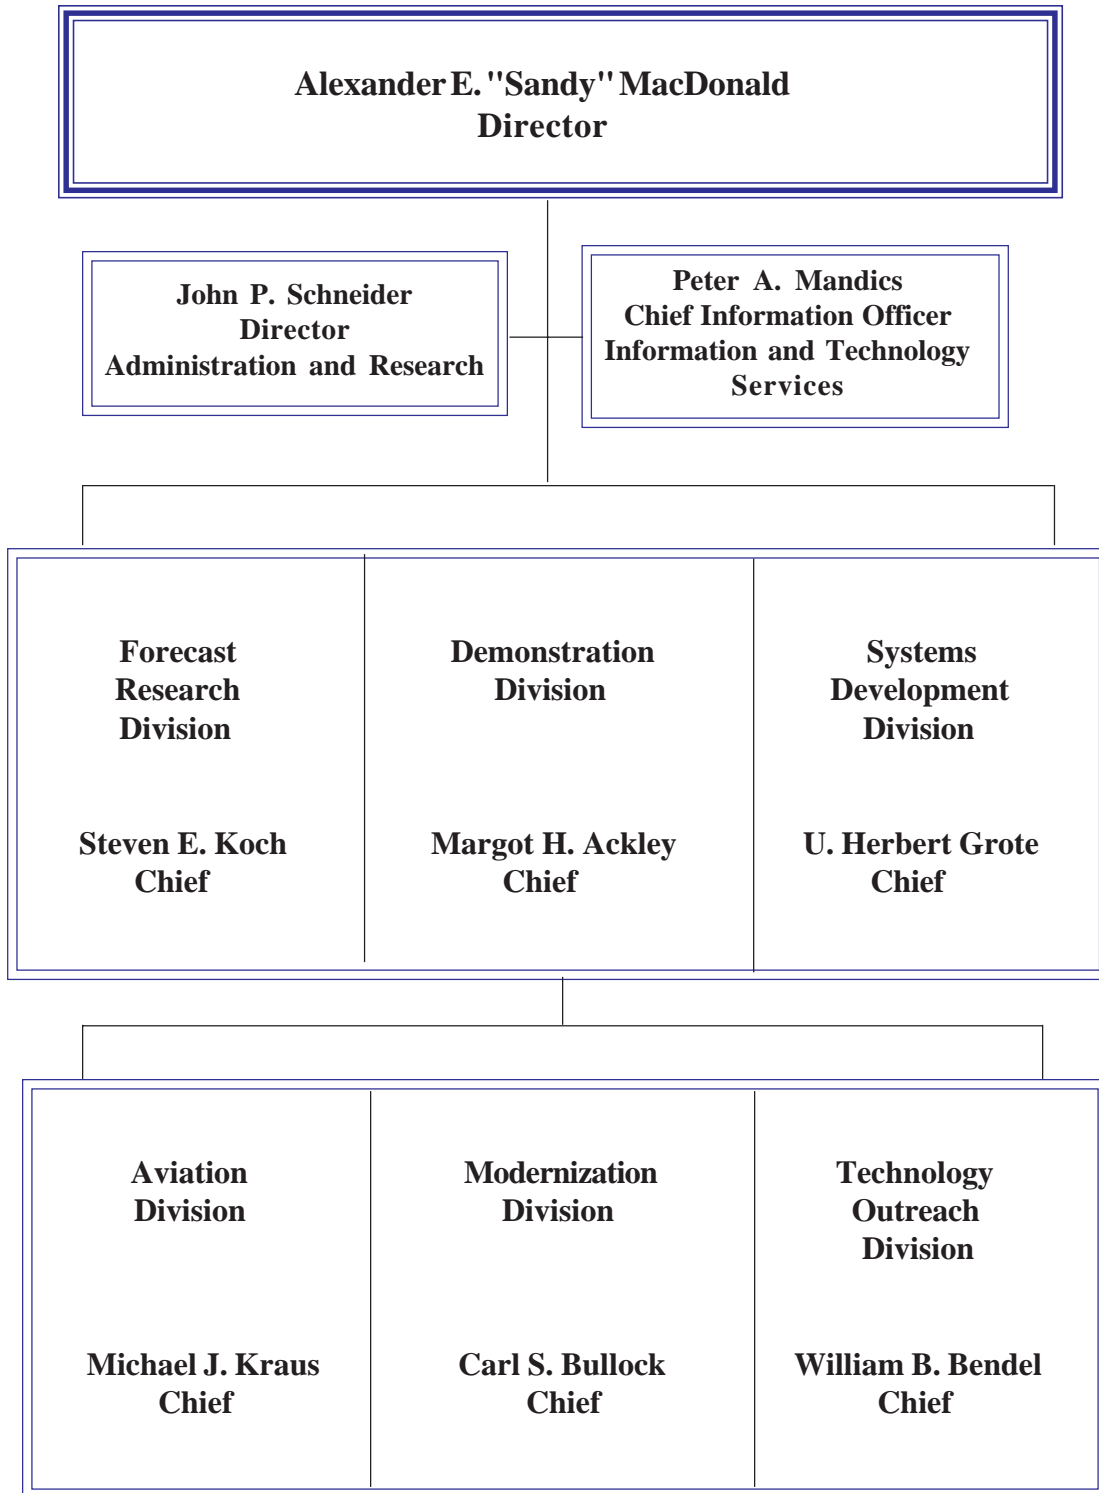 Alexander E. "Sandy" MacDonald
Director
John P. Schneider
Director
Administration and Research
Peter A. Mandics
Chief Information Officer
Information and Technology
Services
Forecast
Research
Division
Steven E. Koch
Chief
Demonstration
Division
Margot H. Ackley
Chief
Systems
Development
Division
U. Herbert Grote
Chief
Aviation
Division
Michael J. Kraus
Chief
Modernization
Division
Carl S. Bullock
Chief
Technology
Outreach
Division
William B. Bendel
Chief